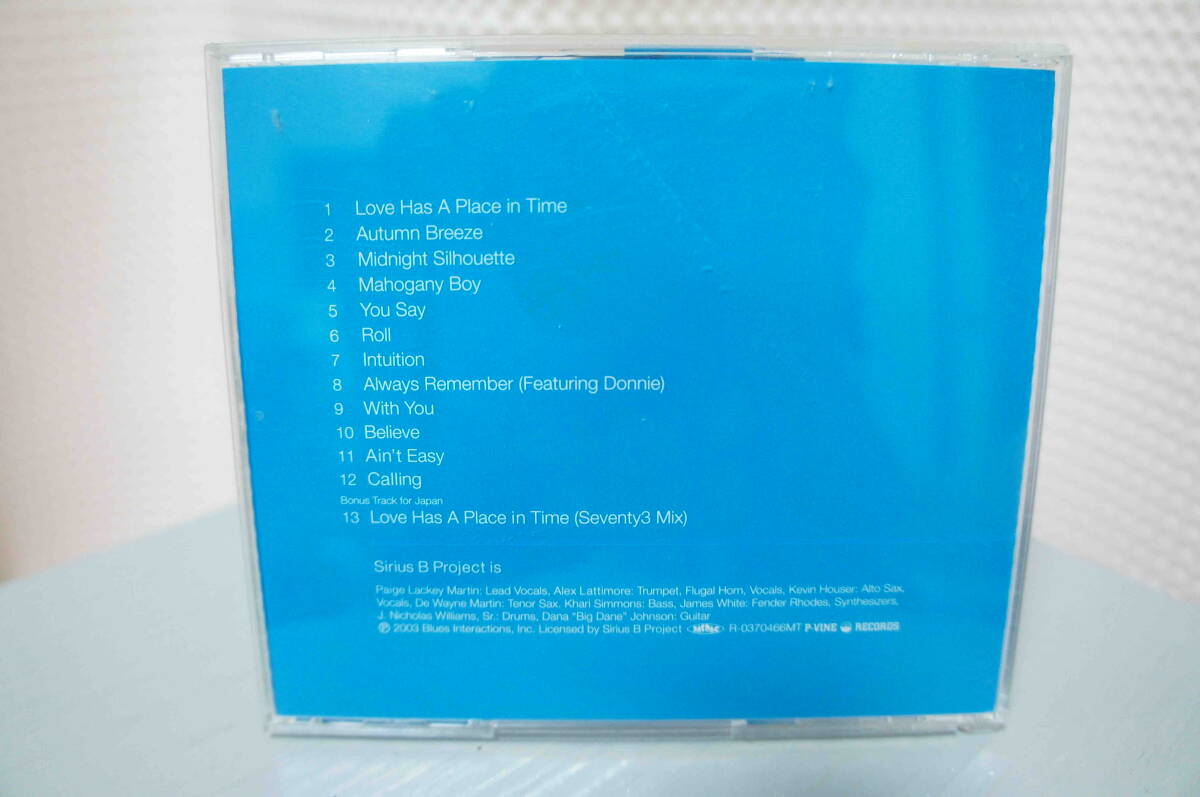 1 Love Has A Place in Time
2 Autumn Breeze
3 Midnight Silhouette
4 Mahogany Boy
5 You Say
6 Roll
7 Intuition
8 Always Remember (Featuring Donnie)
9 With You
10 Believe
11 Ain't Easy
12 Calling
Bonus Track for Japan
13 Love Has A Place in Time (Seventy3 Mix)
Sirius B Project is
Paige Lackey Martin: Lead Vocals, Alex Lattimore: Trumpet, Flugal Horn, Vocals, Kevin Houser: Alto Sax,
Vocals, De Wayne Martin: Tenor Sax. Khari Simmons: Bass, James White: Fender Rhodes, Synthesizers,
J. Nicholas Williams, Sr.: Drums, Dana "Big Dane" Johnson: Guitar
Ⓟ 2003 Blues Interactions, Inc. Licensed by Sirius B Project R-0370466MT P-VINE RECORDS